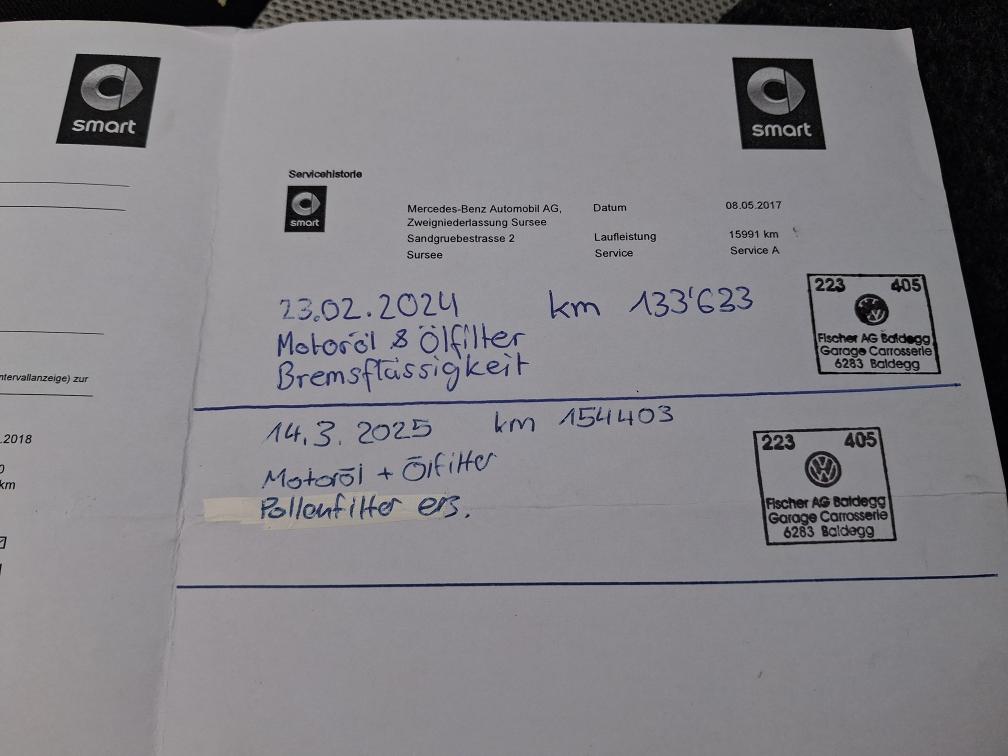 smart
ntervallanzeige) zur
.2018
km
smart
Servicehistorie
smart
Mercedes-Benz Automobil AG,
Zweigniederlassung Sursee
Sandgruebestrasse 2
Sursee
Datum 08.05.2017
Laufleistung 15991 km
Service Service A
23.02.2024 km 133'633
Motoröl & Ölfilter
Bremsflüssigkeit
223 405
Fischer AG Baldegg
Garage Carrosserie
6283 Baldegg
14.3.2025 km 154403
Motoröl + Ölfilter
Pollenfilter ers.
223 405
Fischer AG Baldegg
Garage Carrosserie
6283 Baldegg